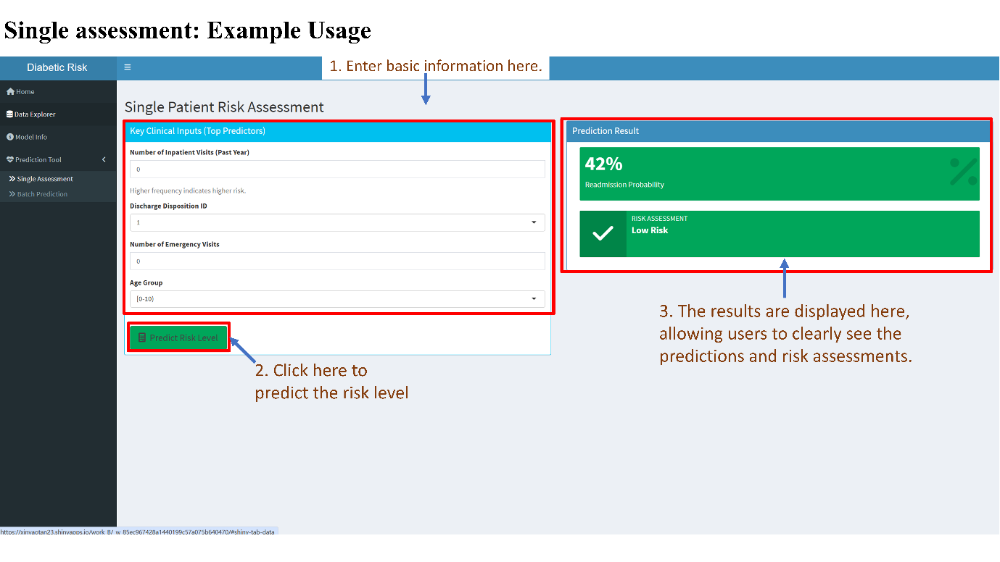 Single assessment: Example Usage
Diabetic Risk
1. Enter basic information here.
Home
Data Explorer
Model Info
Prediction Tool
Single Assessment
Batch Prediction
Single Patient Risk Assessment
Key Clinical Inputs (Top Predictors)
Number of Inpatient Visits (Past Year)
0
Higher frequency indicates higher risk.
Discharge Disposition ID
1
Number of Emergency Visits
0
Age Group
[0-10)
Predict Risk Level
2. Click here to
predict the risk level
Prediction Result
42%
Readmission Probability
RISK ASSESSMENT
Low Risk
3. The results are displayed here,
allowing users to clearly see the
predictions and risk assessments.
https://xinyaotan23.shinyapps.io/work_8/_w_85ec967428a1440199c57a075b640470/#shiny-tab-data